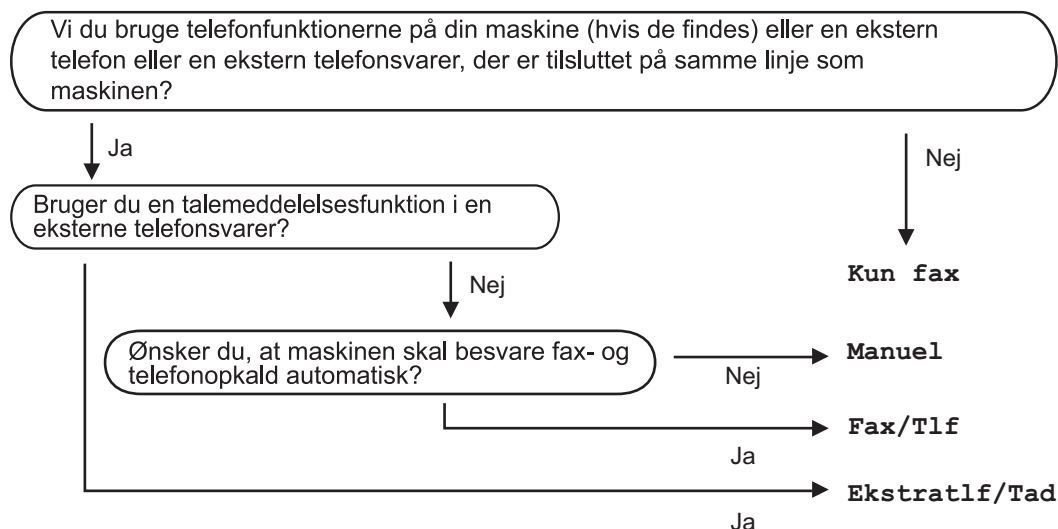 Vi du bruge telefonfunktionerne på din maskine (hvis de findes) eller en ekstern
telefon eller en ekstern telefonsvarer, der er tilsluttet på samme linje som
maskinen?
Ja
Nej
Bruger du en talemeddelelsesfunktion i en
eksterne telefonsvarer?
Kun fax
Nej
Ønsker du, at maskinen skal besvare fax- og
telefonopkald automatisk?
Manuel
Nej
Fax/Tlf
Ja
Ekstratlf/Tad
Ja